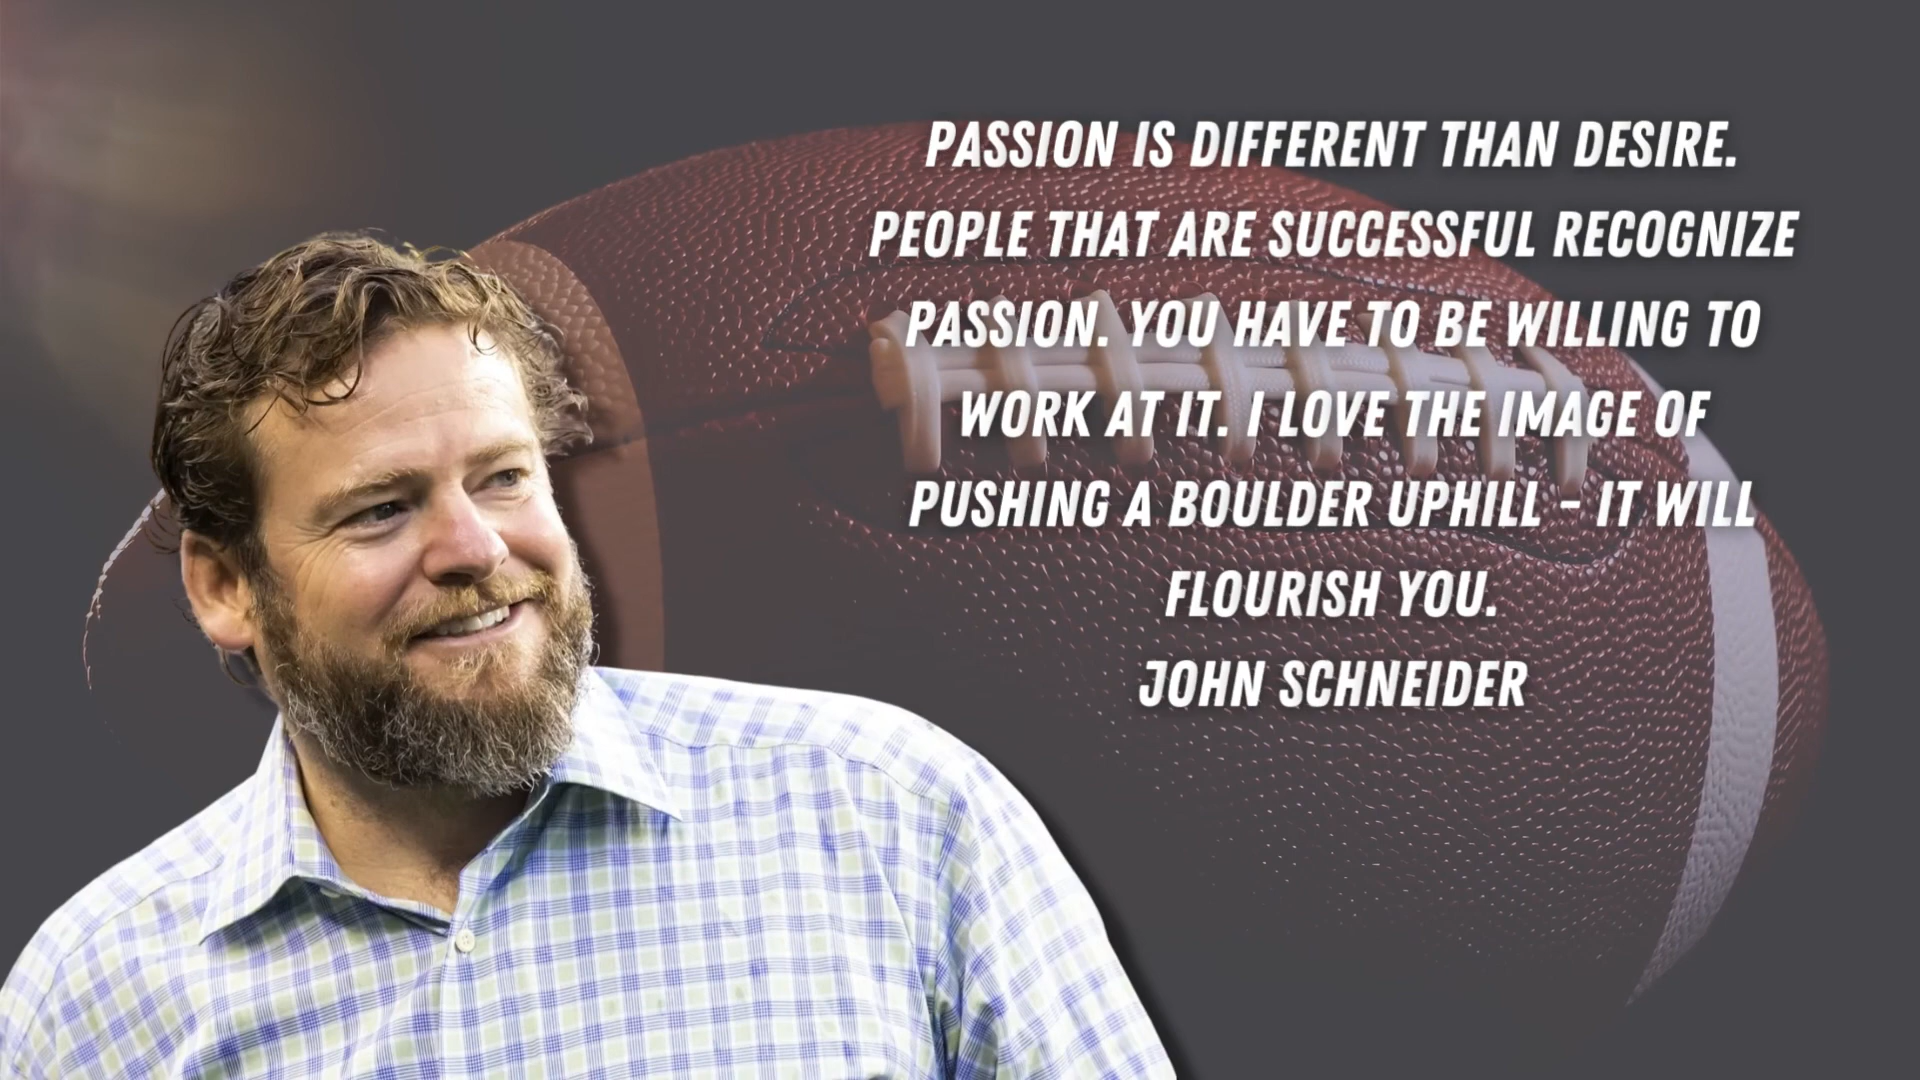 PASSION IS DIFFERENT THAN DESIRE.
PEOPLE THAT ARE SUCCESSFUL RECOGNIZE
PASSION. YOU HAVE TO BE WILLING TO
WORK AT IT. I LOVE THE IMAGE OF
PUSHING A BOULDER UPHILL – IT WILL
FLOURISH YOU.
JOHN SCHNEIDER